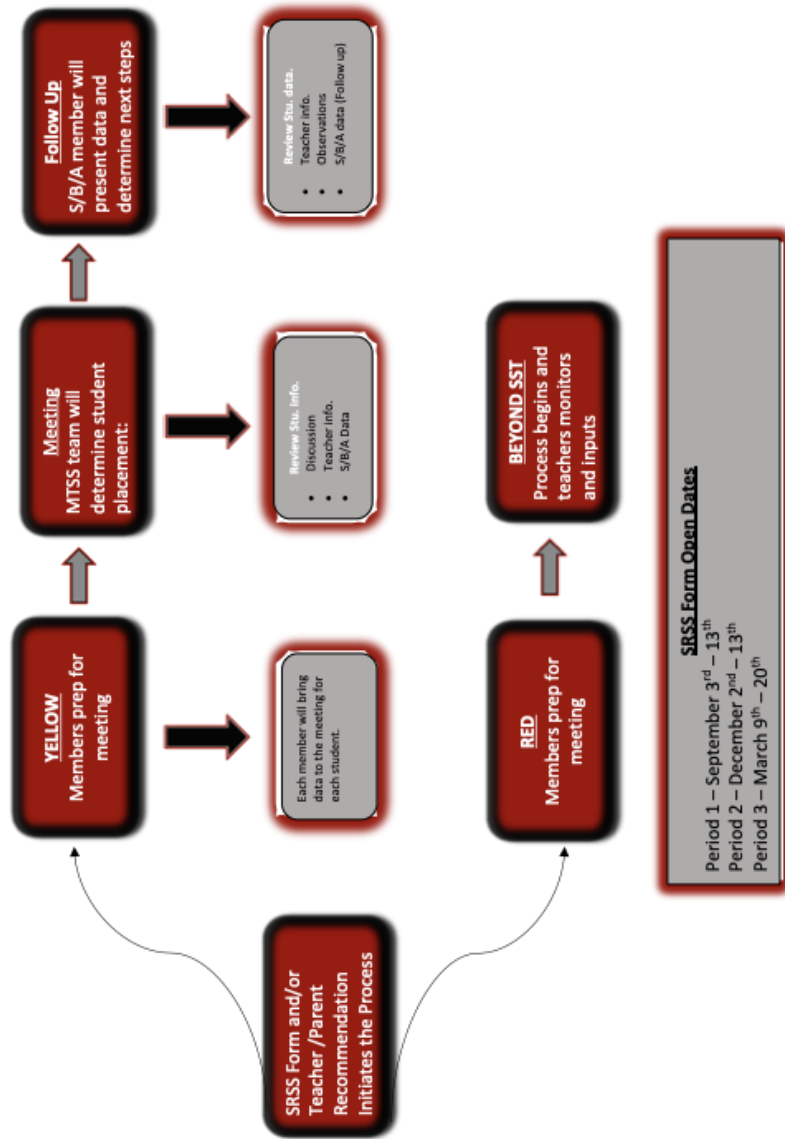 SRSS Form and/or
Teacher /Parent
Recommendation
Initiates the Process
YELLOW
Members prep for
meeting
Each member will bring
data to the meeting for
each student.
Meeting
MTSS team will
determine student
placement:
Review Stu. Info.
• Discussion
• Teacher info.
• S/B/A Data
Follow Up
S/B/A member will
present data and
determine next steps
Review Stu. data.
• Teacher info.
• Observations
• S/B/A data (Follow up)
RED
Members prep for
meeting
BEYOND SST
Process begins and
teachers monitors
and inputs
SRSS Form Open Dates
Period 1 – September 3rd – 13th
Period 2 – December 2nd – 13th
Period 3 – March 9th – 20th